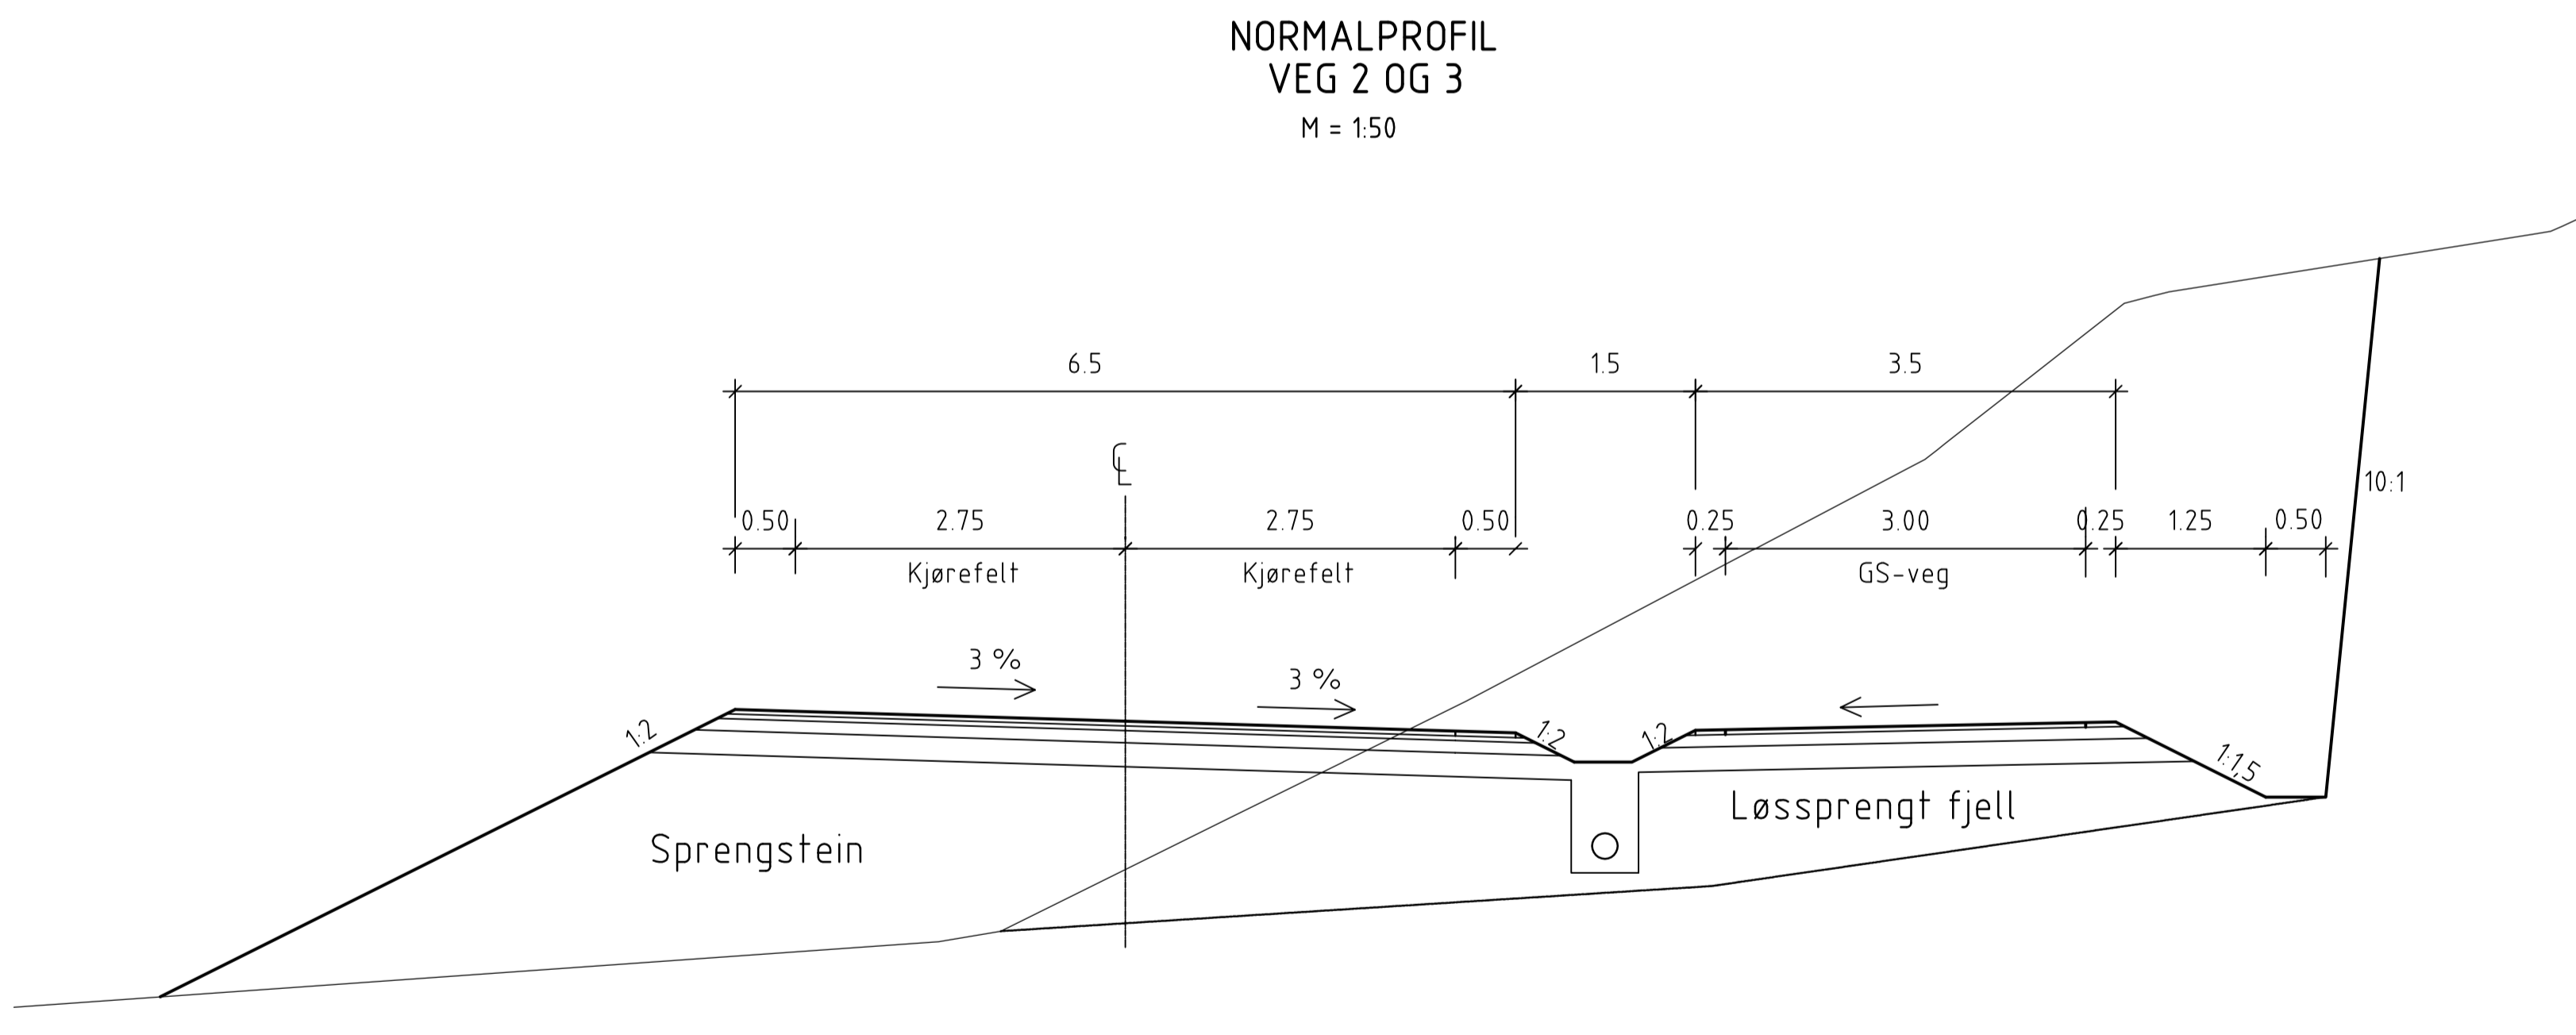 NORMALPROFIL
VEG 2 OG 3
M = 1:50
6.5 1.5 3.5
10:1
0.50 2.75 2.75 0.50 0.25 3.00 0.25 1.25 0.50
Kjørefelt Kjørefelt GS-veg
3 % 3 %
1:2 1:2 1:2 1:1,5
Sprengstein Løssprengt fjell